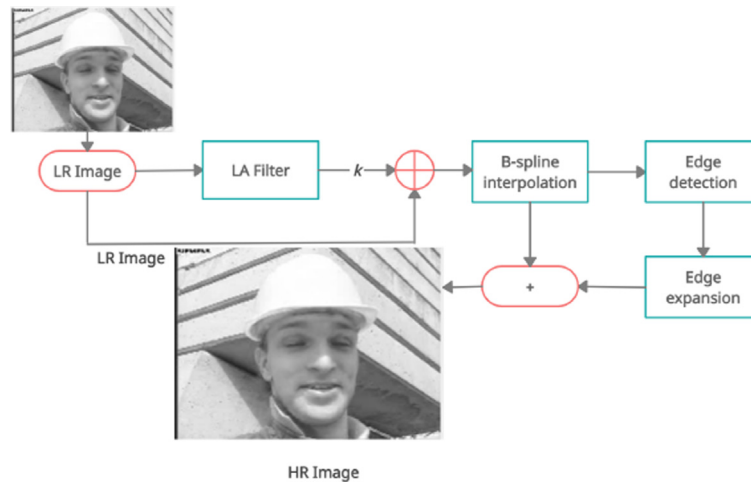 LR Image
LA Filter
k
B-spline
interpolation
Edge
detection
LR Image
+
Edge
expansion
HR Image